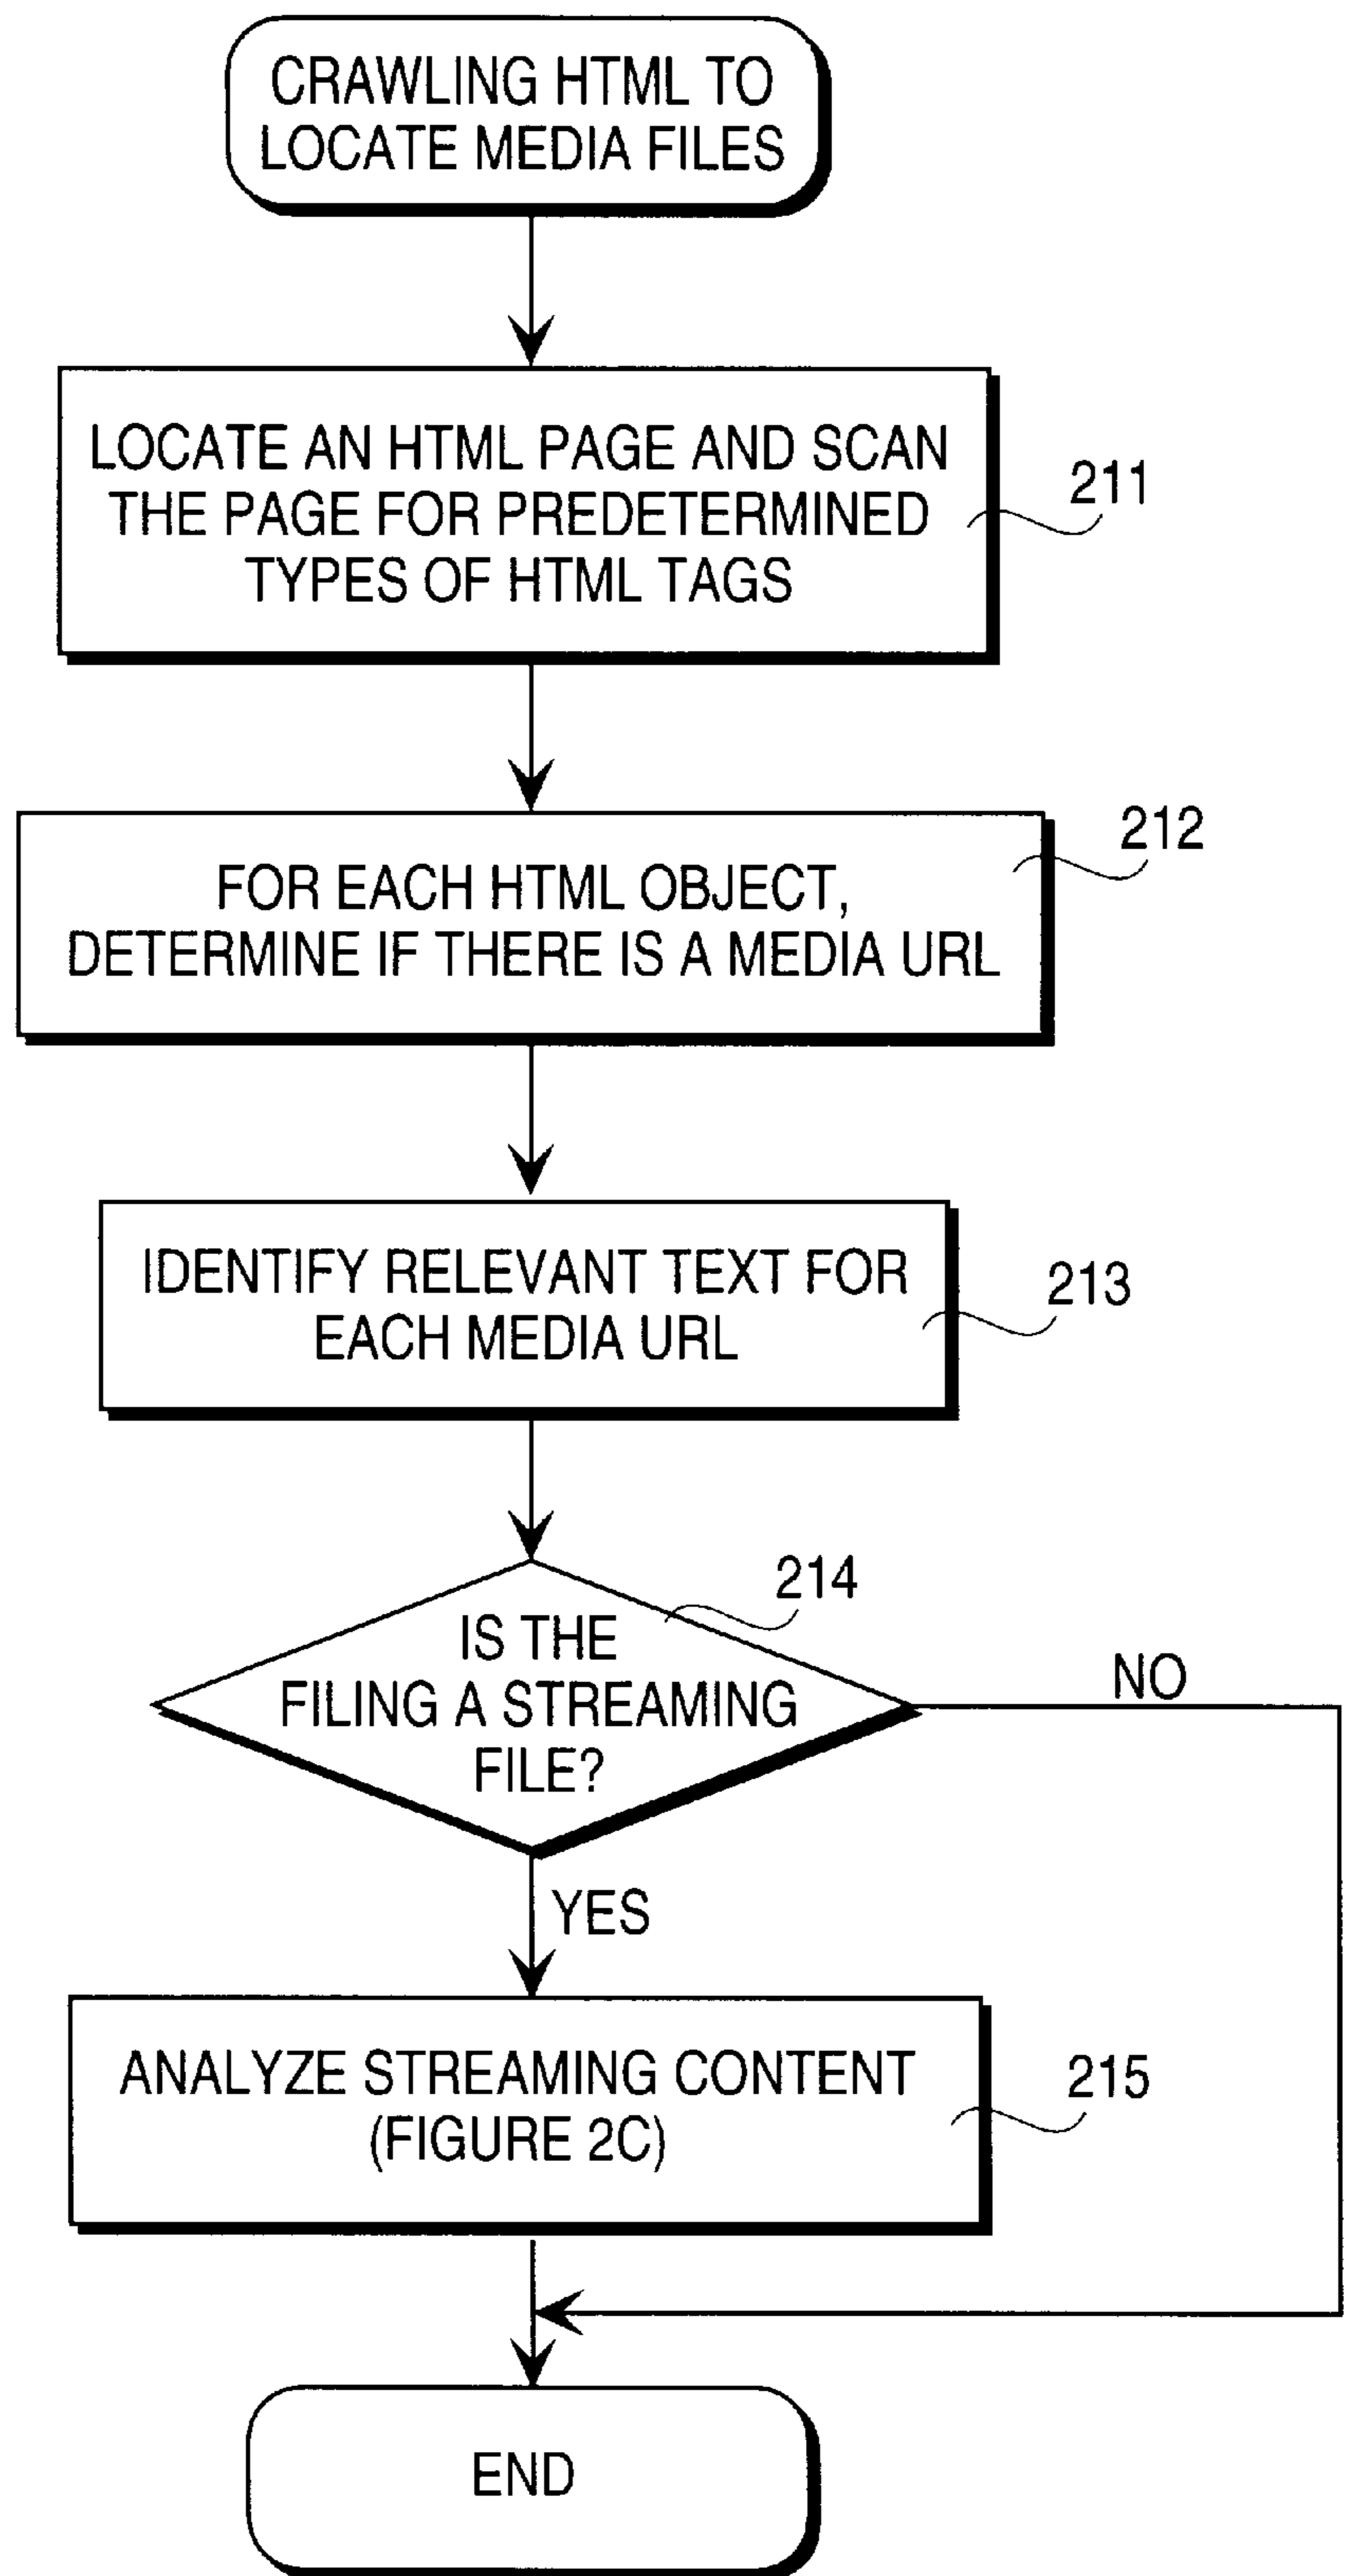 CRAWLING HTML TO
LOCATE MEDIA FILES
LOCATE AN HTML PAGE AND SCAN
THE PAGE FOR PREDETERMINED
TYPES OF HTML TAGS
211
FOR EACH HTML OBJECT,
DETERMINE IF THERE IS A MEDIA URL
212
IDENTIFY RELEVANT TEXT FOR
EACH MEDIA URL
213
214
IS THE
FILING A STREAMING
FILE?
NO
YES
ANALYZE STREAMING CONTENT
(FIGURE 2C)
215
END